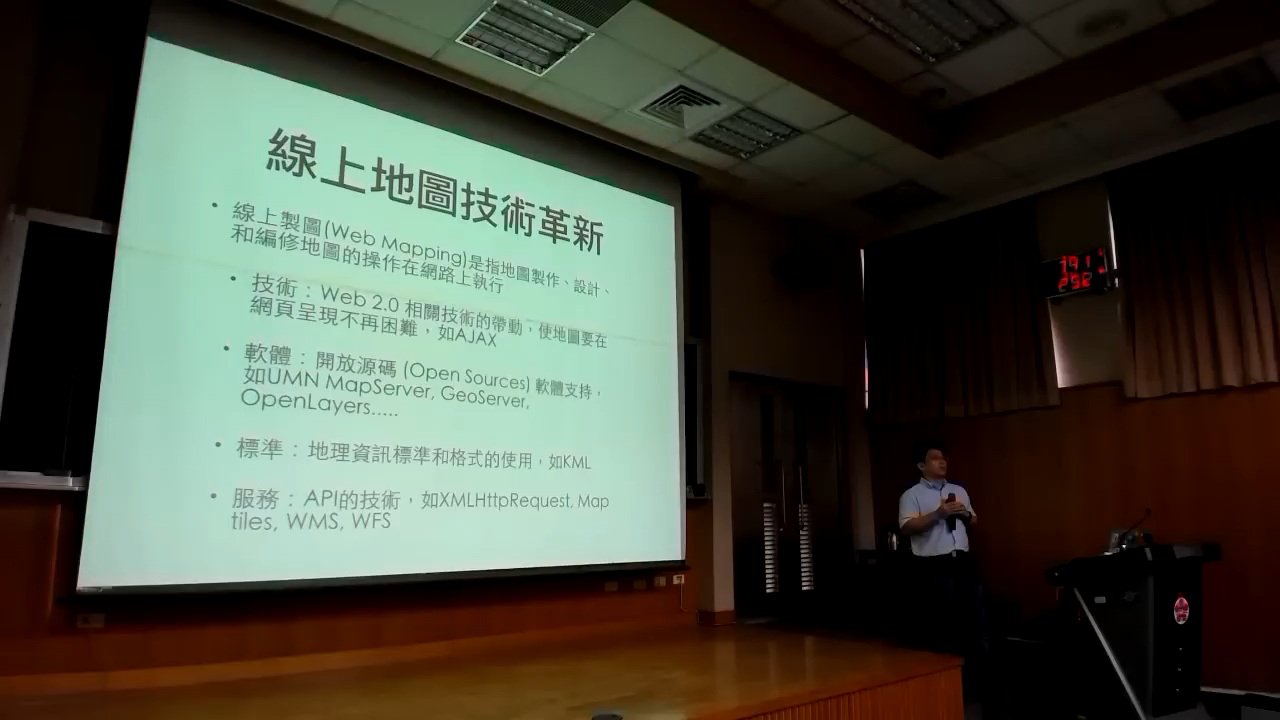 線上地圖技術革新
• 線上製圖(Web Mapping)是指地圖製作、設計、
和編修地圖的操作在網路上執行
• 技術：Web 2.0 相關技術的帶動，使地圖要在
網頁呈現不再困難，如AJAX
• 軟體：開放源碼 (Open Sources) 軟體支持，
如UMN MapServer, GeoServer,
OpenLayers.....
• 標準：地理資訊標準和格式的使用，如KML
• 服務：API的技術，如XMLHttpRequest, Map
tiles, WMS, WFS